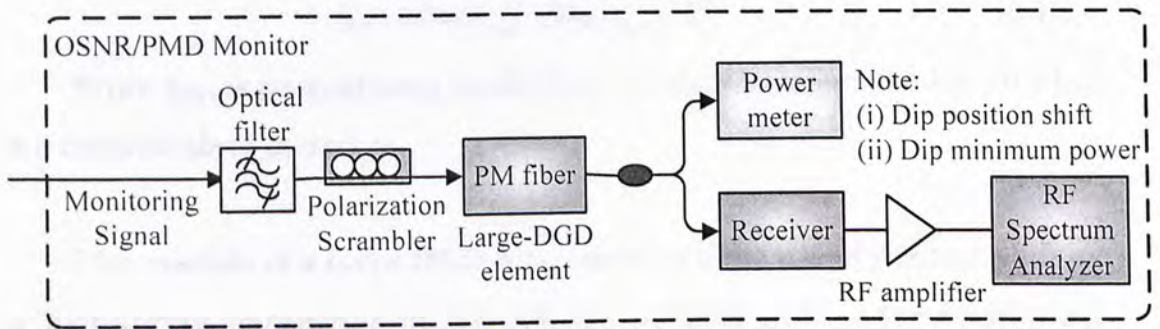 OSNR/PMD Monitor
Optical
filter
Monitoring
Signal
Polarization
Scrambler
PM fiber
Large-DGD
element
Power
meter
Note:
(i) Dip position shift
(ii) Dip minimum power
Receiver
RF amplifier
RF
Spectrum
Analyzer